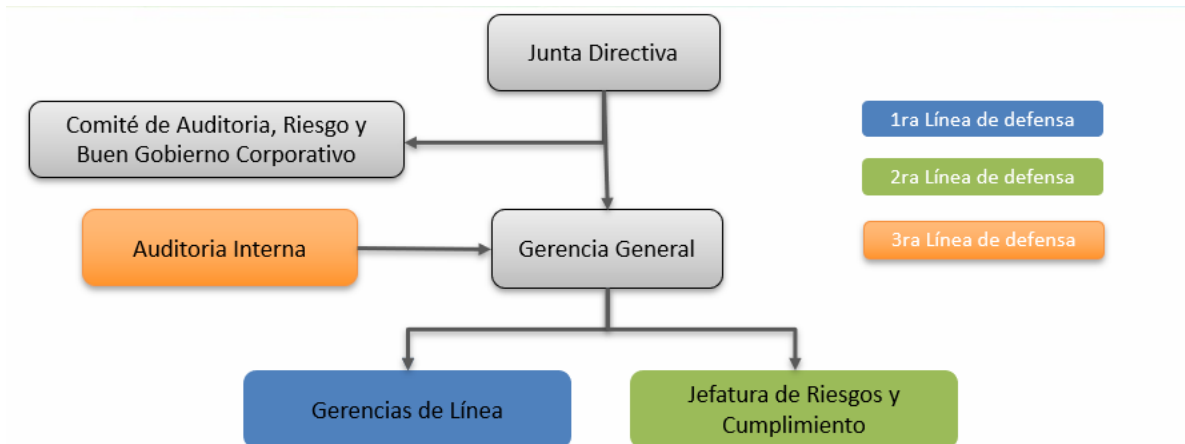 Junta Directiva
Comité de Auditoria, Riesgo y
Buen Gobierno Corporativo
1ra Línea de defensa
2ra Línea de defensa
Auditoria Interna
Gerencia General
3ra Línea de defensa
Gerencias de Línea
Jefatura de Riesgos y
Cumplimiento